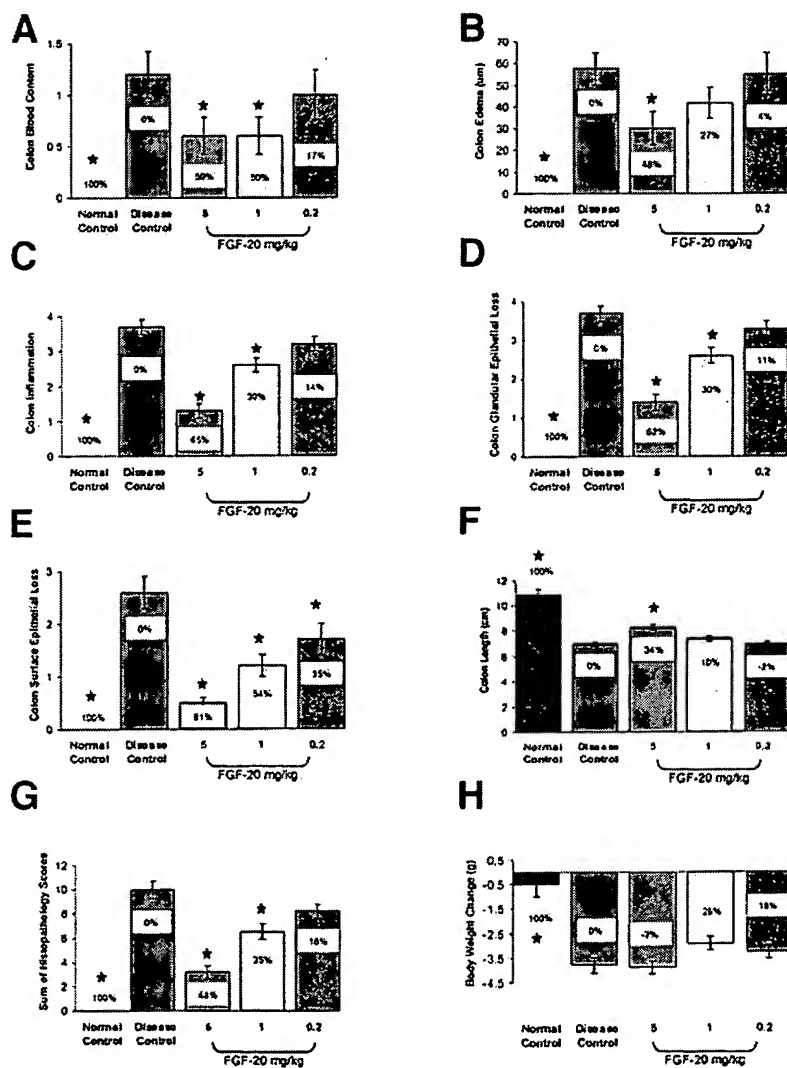 A
1.5
1
0.5
0
Colon Blood Content
100%
0%
50%
50%
17%
Normal Control
Disease Control
5
1
0.2
FGF-20 mg/kg
B
70
60
50
40
30
20
10
0
Colon Edema (um)
100%
0%
48%
27%
4%
Normal Control
Disease Control
5
1
0.2
FGF-20 mg/kg
C
4
3
2
1
0
Colon Inflammation
100%
0%
65%
30%
14%
Normal Control
Disease Control
5
1
0.2
FGF-20 mg/kg
D
4
3
2
1
0
Colon Glandular Epithelial Loss
100%
0%
62%
30%
11%
Normal Control
Disease Control
5
1
0.2
FGF-20 mg/kg
E
3
2
1
0
Colon Surface Epithelial Loss
100%
0%
81%
54%
35%
Normal Control
Disease Control
5
1
0.2
FGF-20 mg/kg
F
12
10
8
6
4
2
0
Colon Length (cm)
100%
0%
34%
10%
-2%
Normal Control
Disease Control
5
1
0.2
FGF-20 mg/kg
G
12
10
8
6
4
2
0
Sum of Histopathology Scores
100%
0%
35%
Normal Control
Disease Control
5
1
0.2
FGF-20 mg/kg
H
0.5
-0.5
-1.5
-2.5
-3.5
-4.5
Body Weight Change (g)
100%
0%
Normal Control
Disease Control
5
1
0.2
FGF-20 mg/kg